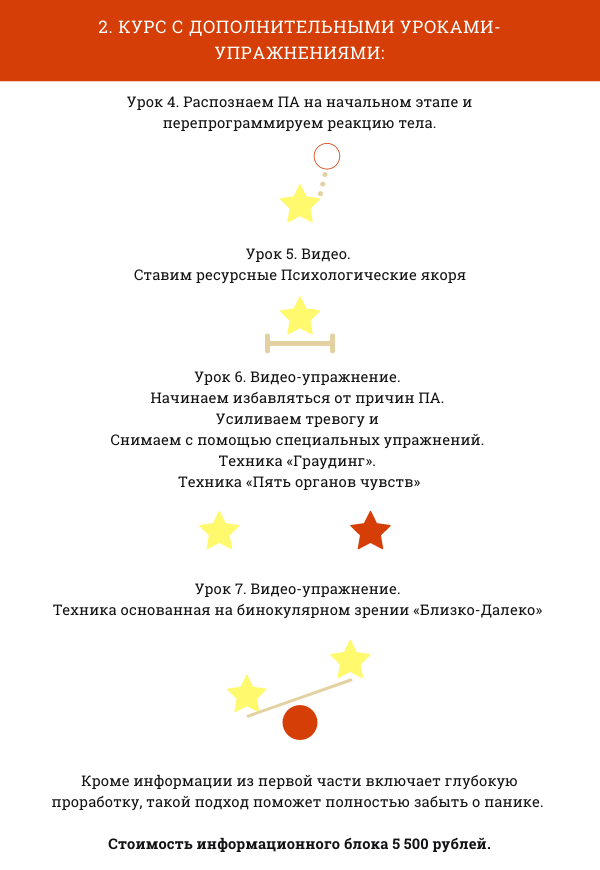 2. КУРС С ДОПОЛНИТЕЛЬНЫМИ УРОКАМИ-
УПРАЖНЕНИЯМИ:
Урок 4. Распознаем ПА на начальном этапе и
перепрограммируем реакцию тела.
Урок 5. Видео.
Ставим ресурсные Психологические якоря
Урок 6. Видео-упражнение.
Начинаем избавляться от причин ПА.
Усиливаем тревогу и
Снимаем с помощью специальных упражнений.
Техника «Граудинг».
Техника «Пять органов чувств»
Урок 7. Видео-упражнение.
Техника основанная на бинокулярном зрении «Близко-Далеко»
Кроме информации из первой части включает глубокую
проработку, такой подход поможет полностью забыть о панике.
Стоимость информационного блока 5 500 рублей.